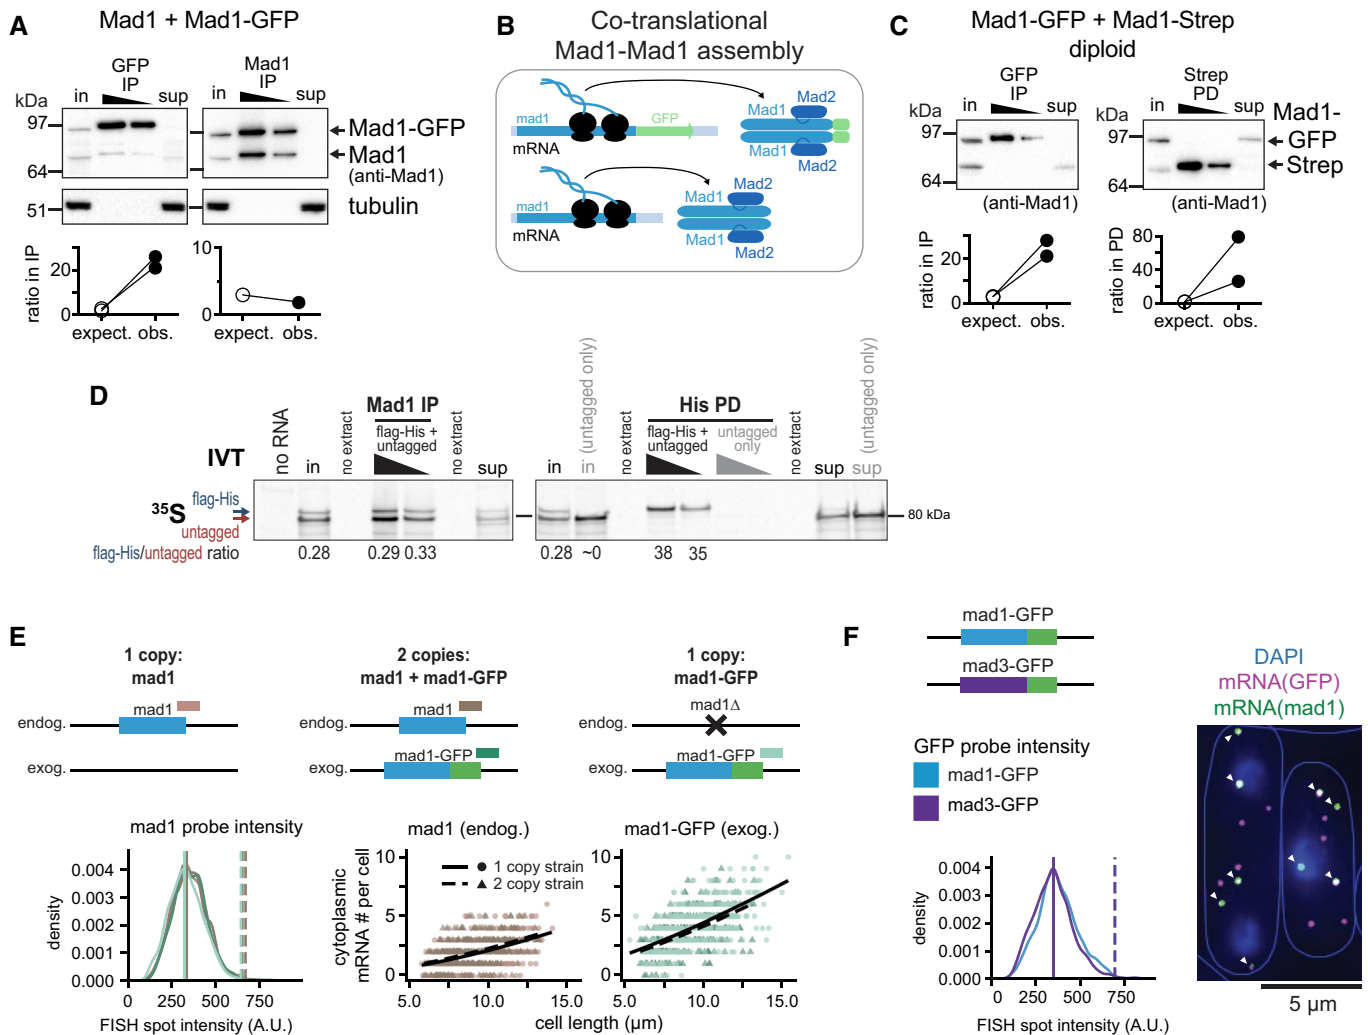 A
Mad1 + Mad1-GFP
GFP
IP
in
sup
kDa
97
64
51
Mad1
IP
in
sup
Mad1-GFP
Mad1
(anti-Mad1)
tubulin
ratio in IP
20
0
expect. obs.
10
0
expect. obs.
B
Co-translational
Mad1-Mad1 assembly
mad1
GFP
mRNA
Mad1
Mad2
Mad1
Mad2
mad1
mRNA
Mad1
Mad2
Mad1
Mad2
C
Mad1-GFP + Mad1-Strep
diploid
GFP
IP
in
sup
kDa
97
64
(anti-Mad1)
Strep
PD
in
sup
kDa
97
64
(anti-Mad1)
Mad1-
GFP
Strep
ratio in IP
20
0
expect. obs.
ratio in PD
80
40
0
expect. obs.
D
IVT
no RNA
in
no extract
Mad1 IP
flag-His +
untagged
no extract
sup
in
in (untagged only)
no extract
His PD
flag-His +
untagged
untagged
only
no extract
sup
sup (untagged only)
35S
flag-His
untagged
80 kDa
flag-His/untagged ratio
0.28
0.29 0.33
0.28
~0
38
35
E
1 copy:
mad1
endog.
mad1
exog.
2 copies:
mad1 + mad1-GFP
endog.
mad1
exog.
mad1-GFP
1 copy:
mad1-GFP
endog.
mad1Δ
exog.
mad1-GFP
mad1 probe intensity
density
0.004
0.003
0.002
0.001
0.000
0 250 500 750
FISH spot intensity (A.U.)
mad1 (endog.)
1 copy strain
2 copy strain
cytoplasmic
mRNA # per cell
10
5
0
5.0 10.0 15.0
mad1-GFP (exog.)
10
5
0
5.0 10.0 15.0
cell length (µm)
F
mad1-GFP
mad3-GFP
GFP probe intensity
mad1-GFP
mad3-GFP
density
0.004
0.003
0.002
0.001
0.000
0 250 500 750
FISH spot intensity (A.U.)
DAPI
mRNA(GFP)
mRNA(mad1)
5 µm